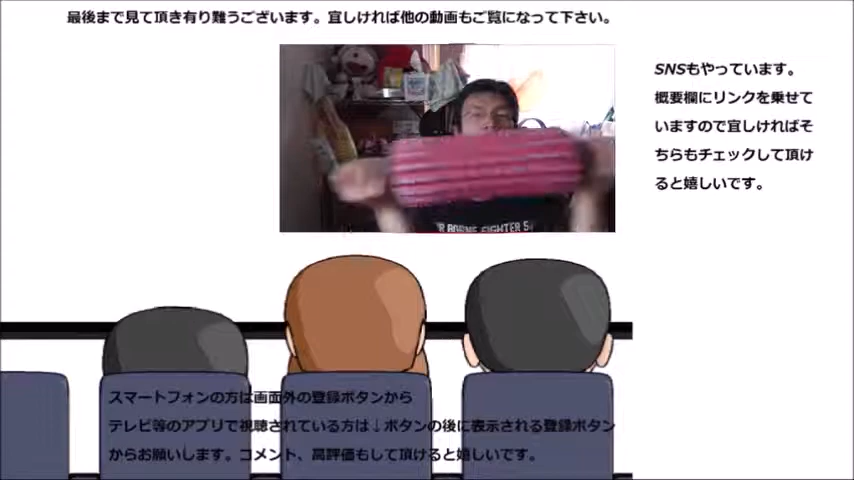 最後まで見て頂き有り難うございます。宜しければ他の動画もご覧になって下さい。
SNSもやっています。
概要欄にリンクを乗せて
いますので宜しければそ
ちらもチェックして頂け
ると嬉しいです。
BORNE FIGHTER
スマートフォンの方は画面外の登録ボタンから
テレビ等のアプリで視聴されている方は↓ボタンの後に表示される登録ボタン
からお願いします。コメント、高評価もして頂けると嬉しいです。